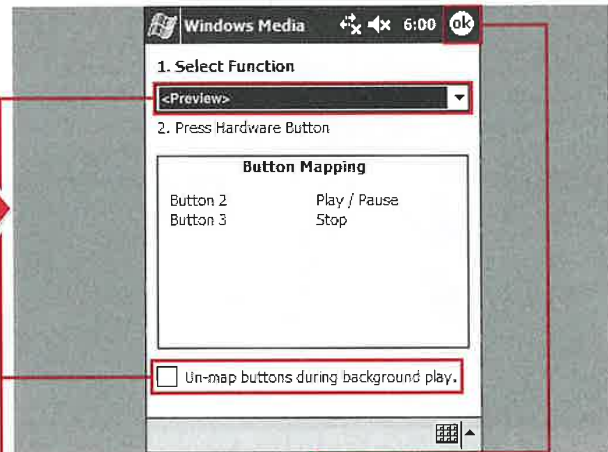 Windows Media 6:00 ok
1. Select Function
<Preview>
2. Press Hardware Button
Button Mapping
Button 2 Play / Pause
Button 3 Stop
Un-map buttons during background play.